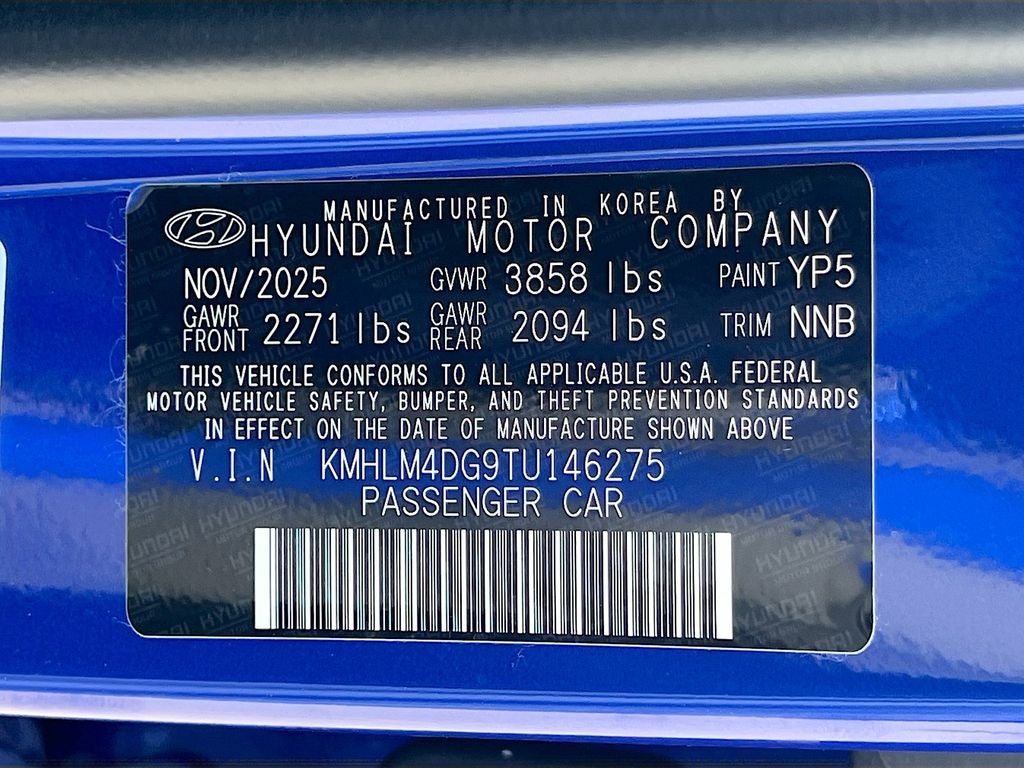 MANUFACTURED IN KOREA BY
HYUNDAI MOTOR COMPANY
NOV/2025 GVWR 3858 lbs PAINT YP5
GAWR FRONT 2271 lbs GAWR REAR 2094 lbs TRIM NNB
THIS VEHICLE CONFORMS TO ALL APPLICABLE U.S.A. FEDERAL
MOTOR VEHICLE SAFETY, BUMPER, AND THEFT PREVENTION STANDARDS
IN EFFECT ON THE DATE OF MANUFACTURE SHOWN ABOVE
V.I.N KMHLM4DG9TU146275
PASSENGER CAR